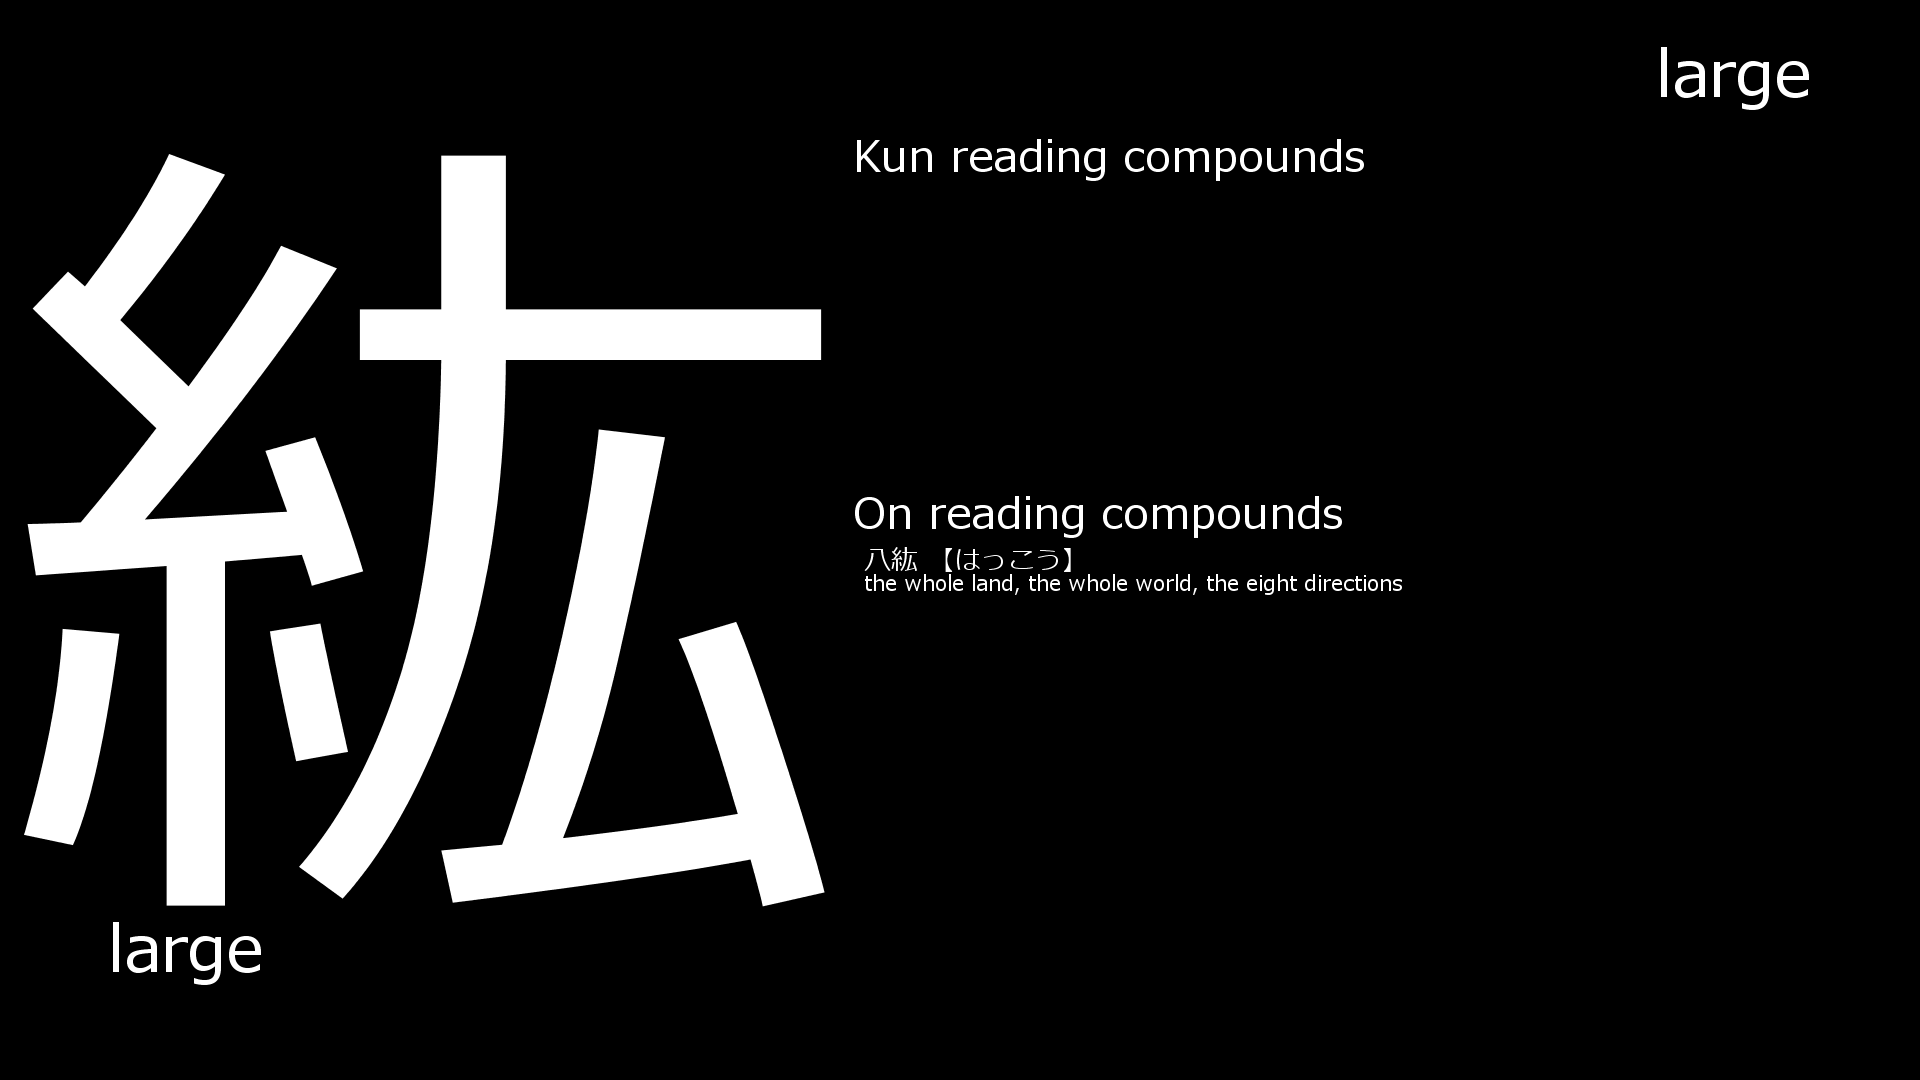 large
紘
Kun reading compounds
On reading compounds
八紘 【はっこう】
the whole land, the whole world, the eight directions
large